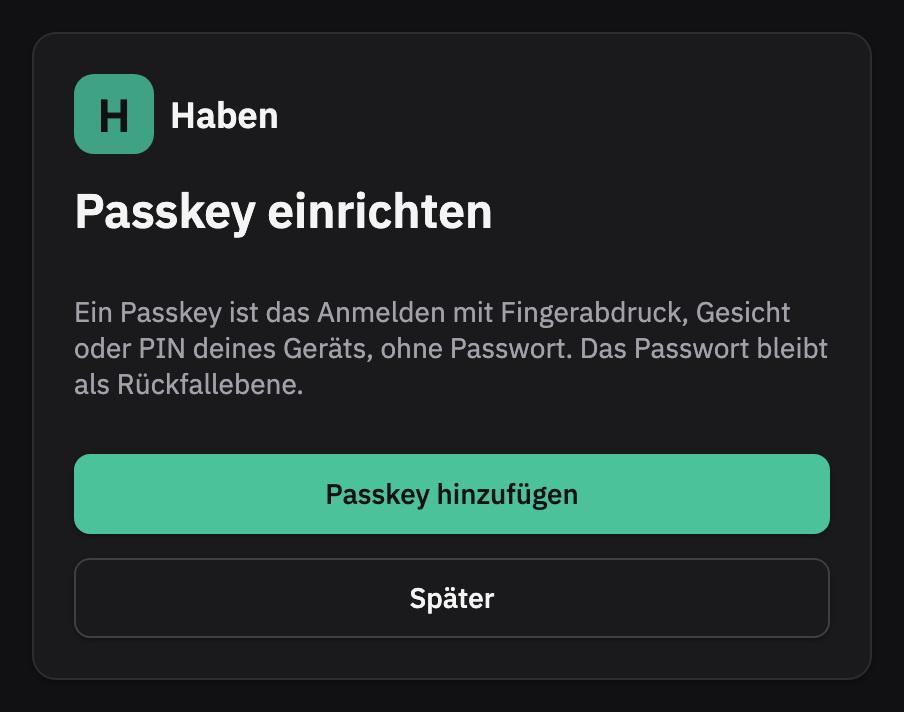 H
Haben
Passkey einrichten
Ein Passkey ist das Anmelden mit Fingerabdruck, Gesicht
oder PIN deines Geräts, ohne Passwort. Das Passwort bleibt
als Rückfallebene.
Passkey hinzufügen
Später